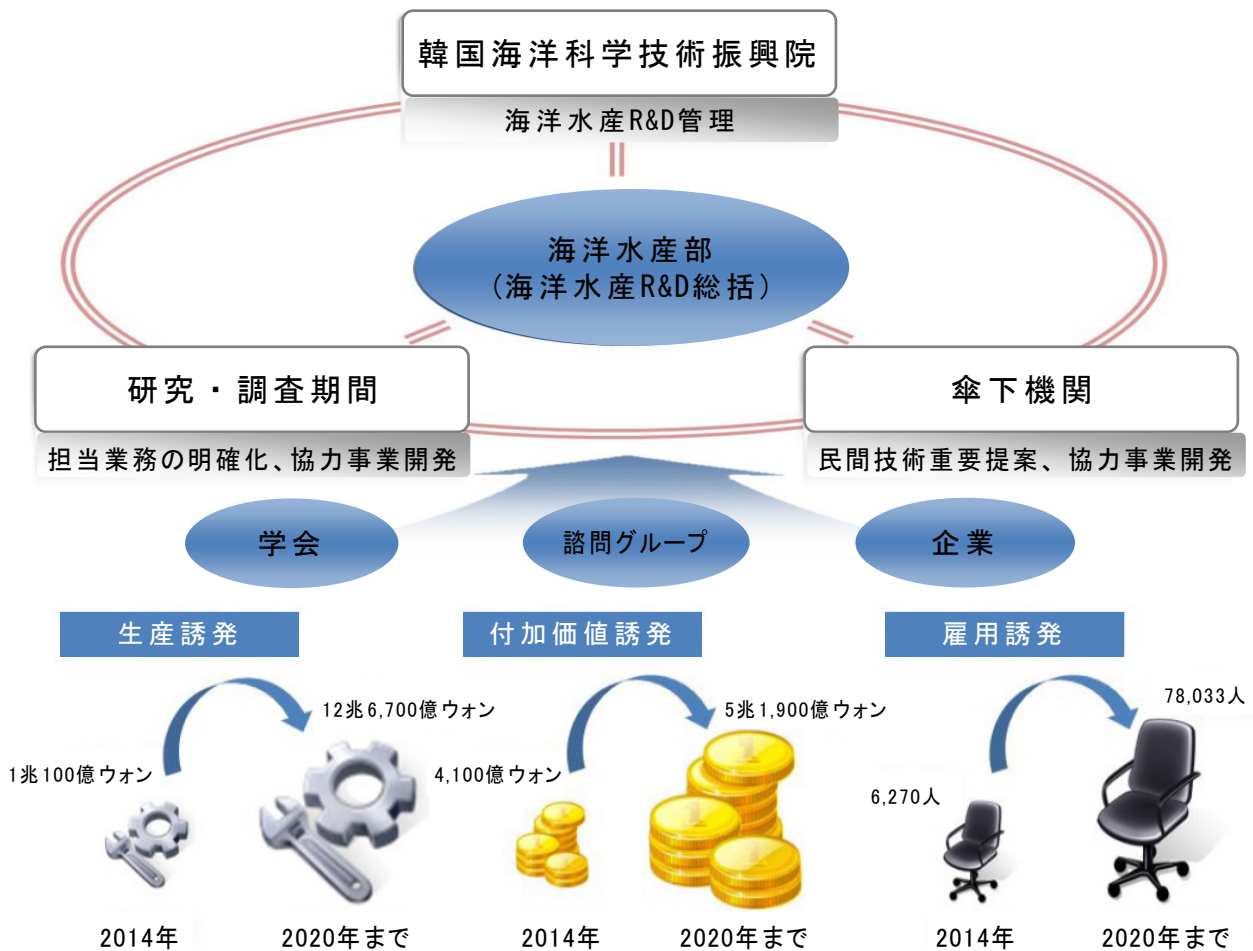 韓国海洋科学技術振興院
海洋水産R&D管理
海洋水産部
(海洋水産R&D総括)
研究・調査期間
担当業務の明確化、協力事業開発
傘下機関
民間技術重要提案、協力事業開発
学会
諮問グループ
企業
生産誘発
付加価値誘発
雇用誘発
1兆100億ウォン
12兆6,700億ウォン
4,100億ウォン
5兆1,900億ウォン
6,270人
78,033人
2014年
2020年まで
2014年
2020年まで
2014年
2020年まで